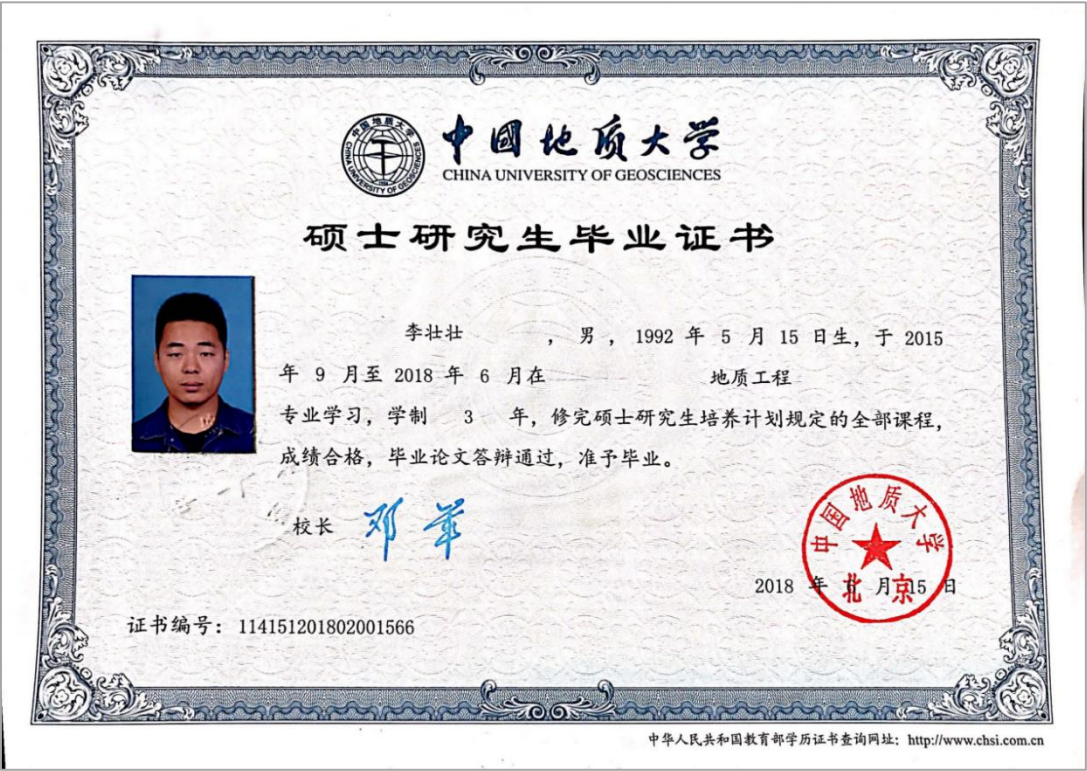 中國地质大学
CHINA UNIVERSITY OF GEOSCIENCES
硕士研究生毕业证书
李壮壮 ，男，1992 年 5 月 15 日生，于 2015
年 9 月至 2018 年 6 月在 地质工程
专业学习，学制 3 年，修完硕士研究生培养计划规定的全部课程，
成绩合格，毕业论文答辩通过，准予毕业。
校长 邓军
中国地质大学
北京
2018 年 6 月 15 日
证书编号：114151201802001566
中华人民共和国教育部学历证书查询网址：http://www.chsi.com.cn